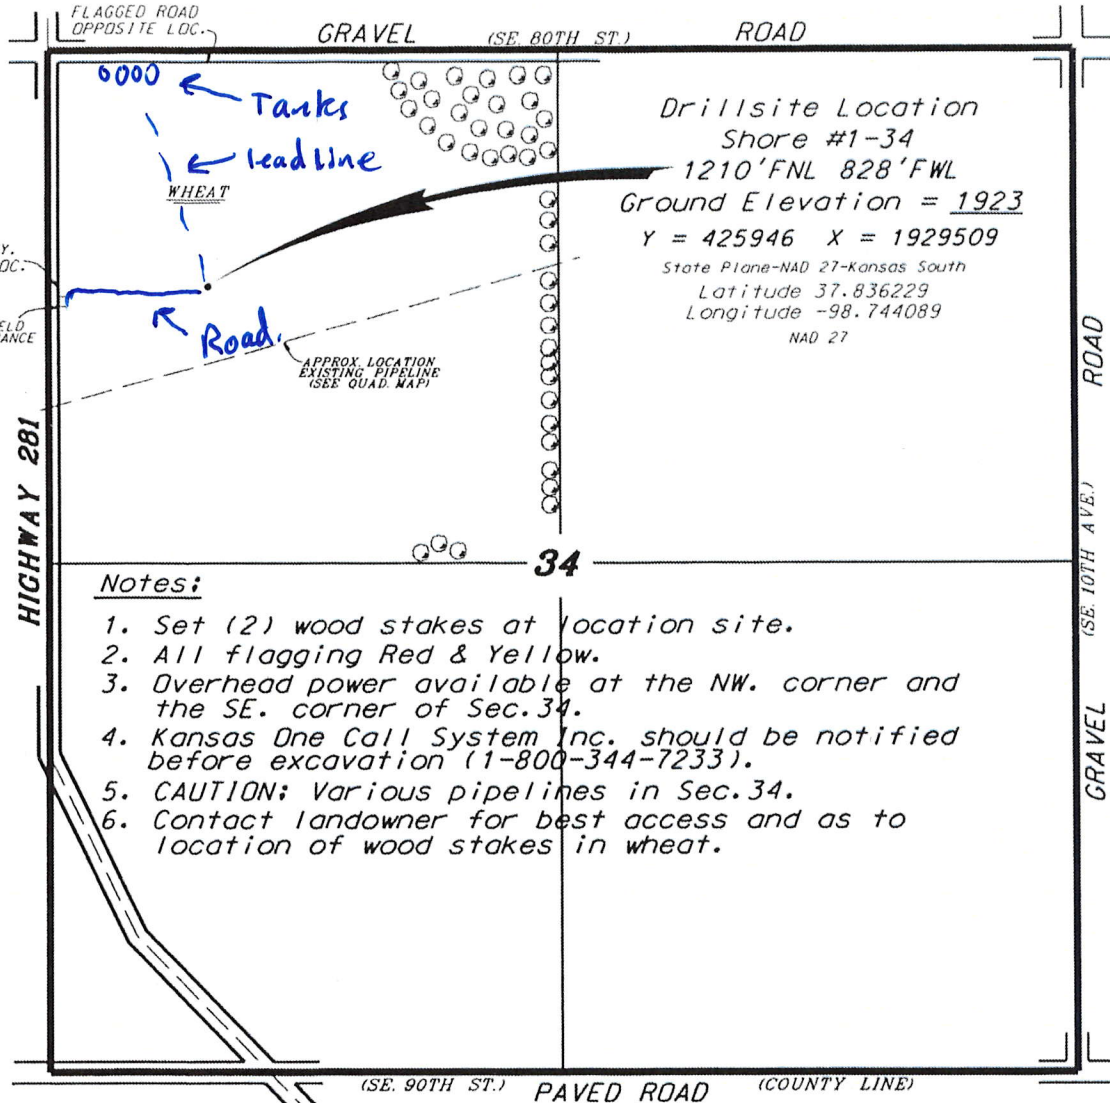 FLAGGED ROAD
OPPOSITE LOC.
GRAVEL (SE. 80TH ST.) ROAD
0000
Tanks
leadline
WHEAT
Drillsite Location
Shore #1-34
1210'FNL 828'FWL
Ground Elevation = 1923
Y = 425946 X = 1929509
State Plane-NAD 27-Kansas South
Latitude 37.836229
Longitude -98.744089
NAD 27
Road.
APPROX. LOCATION
EXISTING PIPELINE
(SEE QUAD. MAP)
HIGHWAY 281
ROAD
(SE. 10TH AVE.)
GRAVEL
34
Notes:
1. Set (2) wood stakes at location site.
2. All flagging Red & Yellow.
3. Overhead power available at the NW. corner and
the SE. corner of Sec.34.
4. Kansas One Call System Inc. should be notified
before excavation (1-800-344-7233).
5. CAUTION: Various pipelines in Sec.34.
6. Contact landowner for best access and as to
location of wood stakes in wheat.
(SE. 90TH ST.) PAVED ROAD (COUNTY LINE)